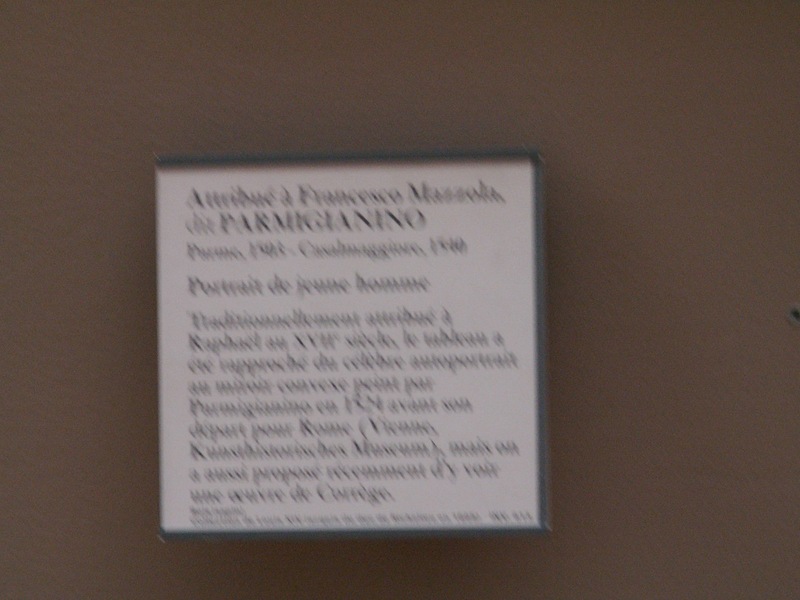 Attribué à Francesco Mazzola,
dit PARMIGIANINO
Parme, 1503 - Casalmaggiore, 1540
Portrait de jeune homme
Traditionnellement attribué à
Raphaël au XVIIe siècle, le tableau a
été rapproché du célèbre autoportrait
au miroir convexe peint par
Parmigianino en 1524 avant son
départ pour Rome (Vienne,
Kunsthistorisches Museum), mais on
a aussi proposé récemment d'y voir
une œuvre de Corrège.